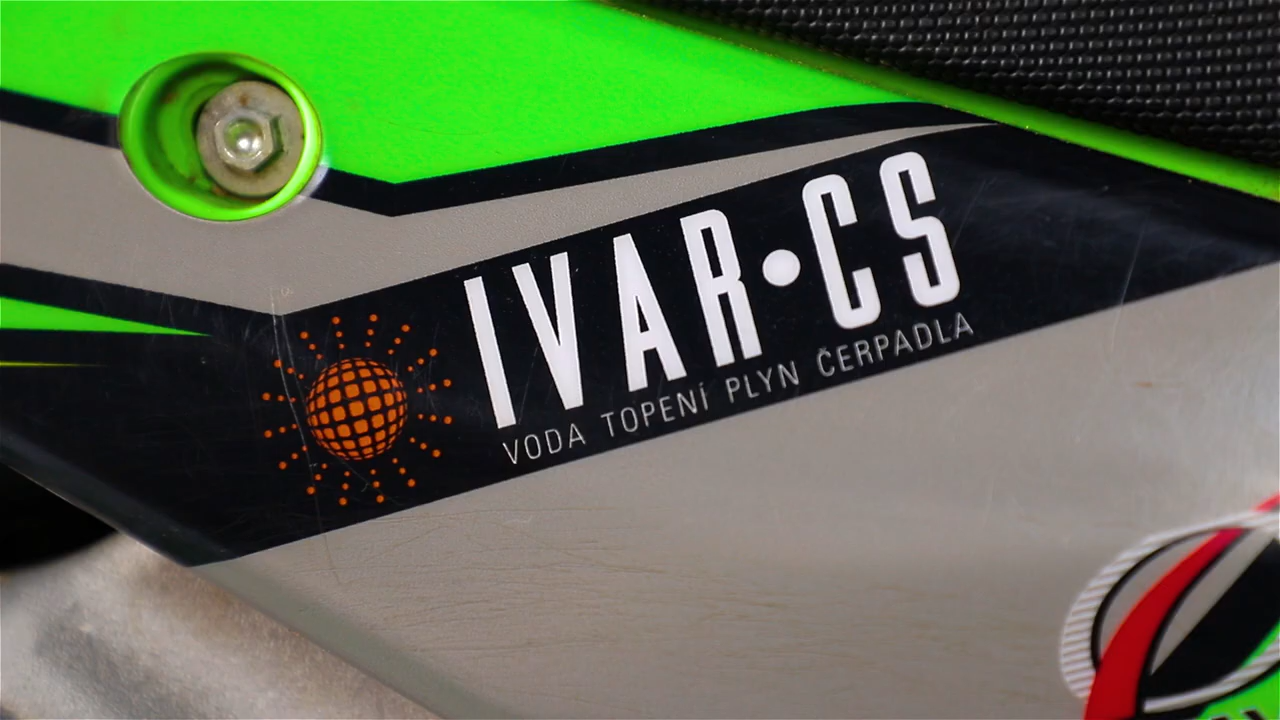 IVAR•CS
VODA TOPENÍ PLYN ČERPADLA